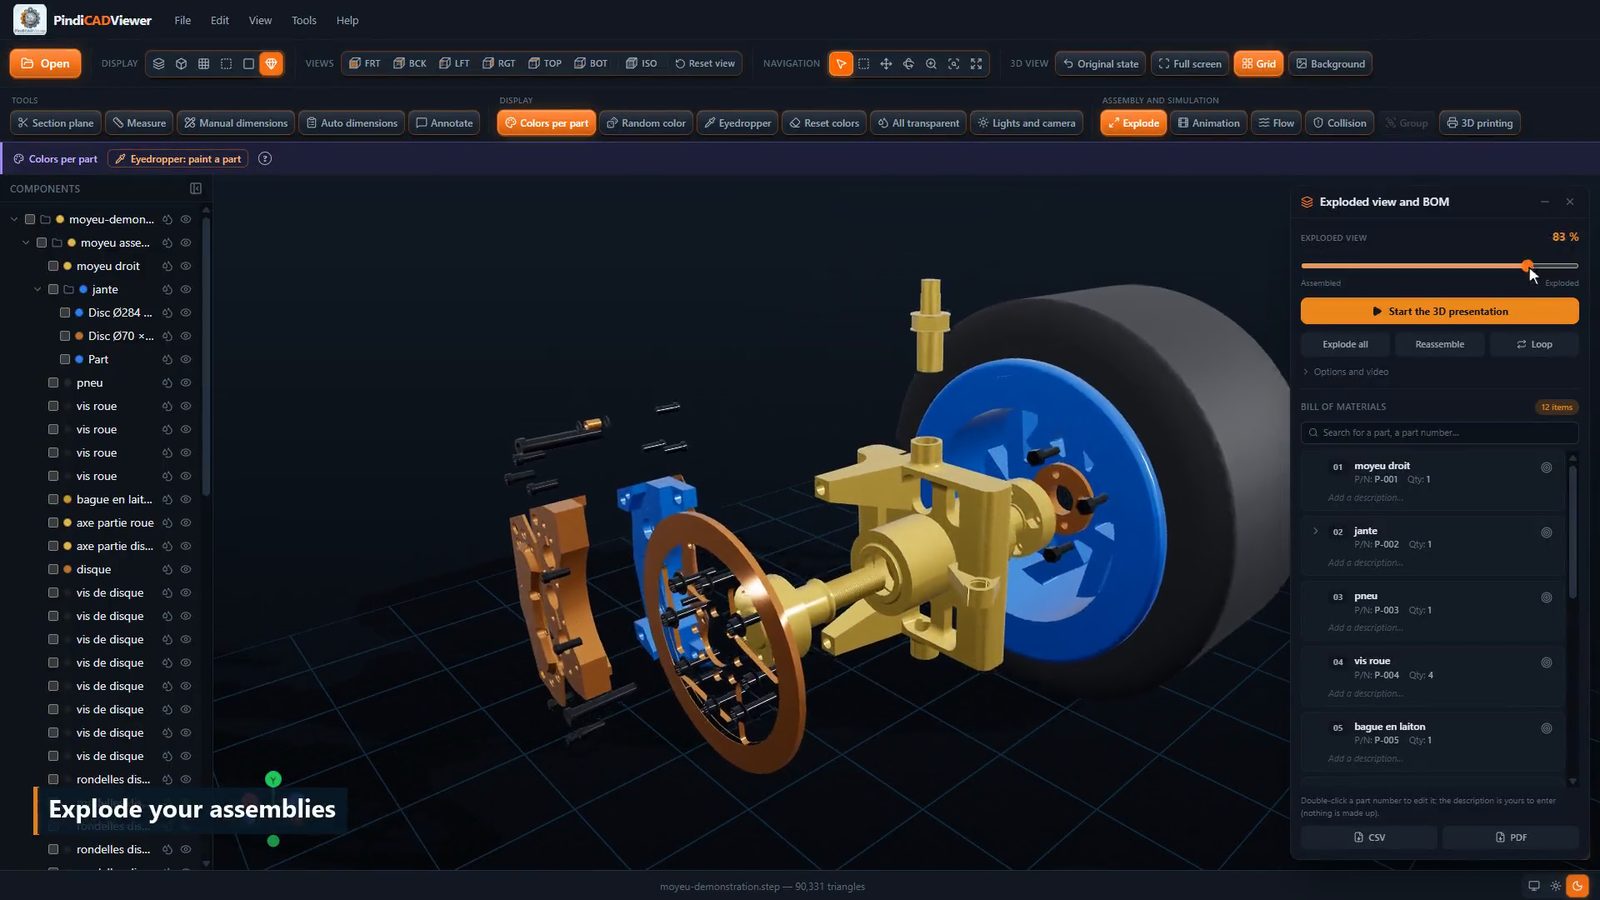 PindiCADViewer File Edit View Tools Help
Open DISPLAY VIEWS FRT BCK LFT RGT TOP BOT ISO Reset view NAVIGATION 3D VIEW Original state Full screen Grid Background
TOOLS
Section plane Measure Manual dimensions Auto dimensions Annotate
DISPLAY
Colors per part Random color Eyedropper Reset colors All transparent Lights and camera
ASSEMBLY AND SIMULATION
Explode Animation Flow Collision Group 3D printing
Colors per part Eyedropper: paint a part ?
COMPONENTS
moyeu-demon...
moyeu asse...
moyeu droit
jante
Disc Ø284 ...
Disc Ø70 ×...
Part
pneu
vis roue
vis roue
vis roue
vis roue
bague en lait...
axe partie roue
axe partie dis...
disque
vis de disque
vis de disque
vis de disque
vis de disque
vis de disque
vis de disque
vis de disque
vis de disque
rondelles dis...
Explode your assemblies
rondelles dis...
rondelles dis...
Y
Exploded view and BOM
EXPLODED VIEW 83 %
Assembled Exploded
Start the 3D presentation
Explode all Reassemble Loop
Options and video
BILL OF MATERIALS 12 items
Search for a part, a part number...
01 moyeu droit
P/N: P-001 Qty: 1
Add a description...
02 jante
P/N: P-002 Qty: 1
Add a description...
03 pneu
P/N: P-003 Qty: 1
Add a description...
04 vis roue
P/N: P-004 Qty: 4
Add a description...
05 bague en laiton
P/N: P-005 Qty: 1
Add a description...
Double-click a part number to edit it; the description is yours to enter
(nothing is made up).
CSV PDF
moyeu-demonstration.step — 90,331 triangles